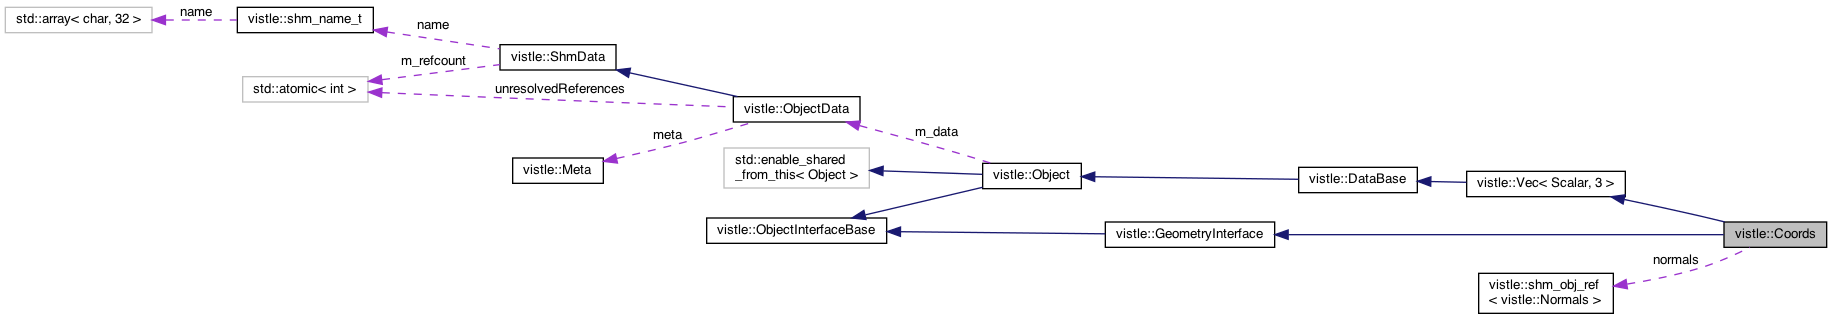 std::array< char, 32 >
name
vistle::shm_name_t
name
vistle::ShmData
m_refcount
std::atomic< int >
unresolvedReferences
vistle::ObjectData
meta
m_data
vistle::Meta
std::enable_shared
_from_this< Object >
vistle::Object
vistle::DataBase
vistle::Vec< Scalar, 3 >
vistle::ObjectInterfaceBase
vistle::GeometryInterface
vistle::Coords
normals
vistle::shm_obj_ref
< vistle::Normals >